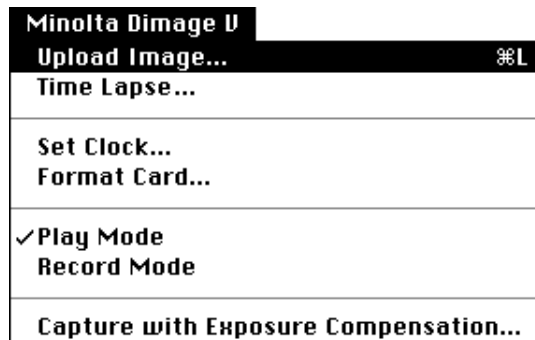 Minolta Dimage V
Upload Image... ⌘L
Time Lapse...
Set Clock...
Format Card...
✓Play Mode
Record Mode
Capture with Exposure Compensation...